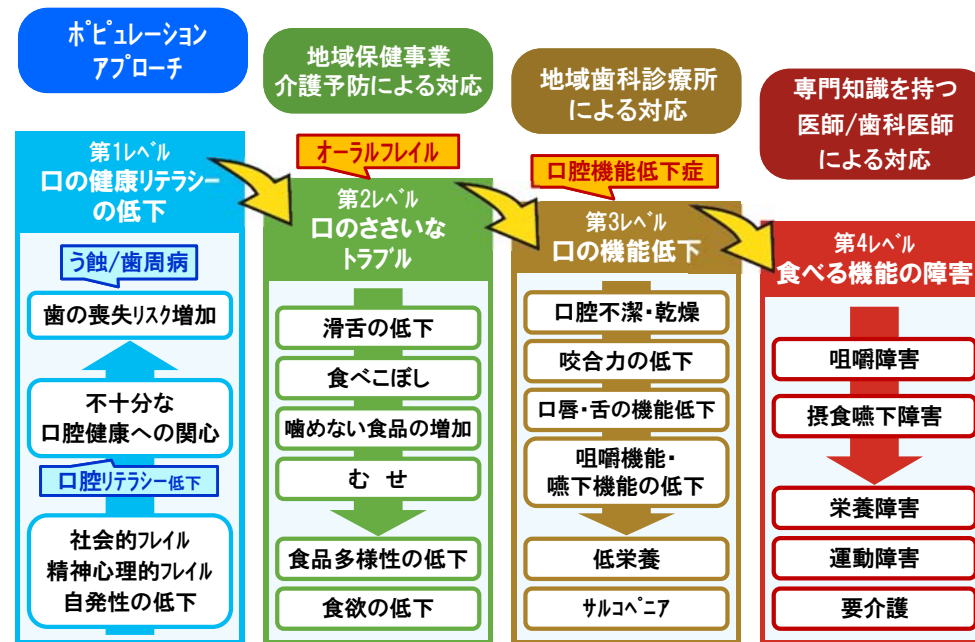 ポピュレーション
アプローチ
第1ﾚﾍﾞﾙ
口の健康リテラシー
の低下
う蝕/歯周病
歯の喪失ﾘｽｸ増加
不十分な
口腔健康への関心
口腔リテラシー低下
社会的ﾌﾚｲﾙ
精神心理的ﾌﾚｲﾙ
自発性の低下
地域保健事業
介護予防による対応
オーラルフレイル
第2ﾚﾍﾞﾙ
口のささいな
トラブル
滑舌の低下
食べこぼし
噛めない食品の増加
むせ
食品多様性の低下
食欲の低下
地域歯科診療所
による対応
口腔機能低下症
第3ﾚﾍﾞﾙ
口の機能低下
口腔不潔・乾燥
咬合力の低下
口唇・舌の機能低下
咀嚼機能・
嚥下機能の低下
低栄養
ｻﾙｺﾍﾟﾆｱ
専門知識を持つ
医師/歯科医師
による対応
第4ﾚﾍﾞﾙ
食べる機能の障害
咀嚼障害
摂食嚥下障害
栄養障害
運動障害
要介護